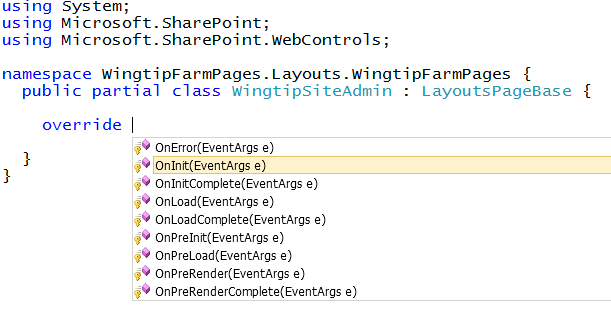 using System;
using Microsoft.SharePoint;
using Microsoft.SharePoint.WebControls;
namespace WingtipFarmPages.Layouts.WingtipFarmPages {
public partial class WingtipSiteAdmin : LayoutsPageBase {
override
OnError(EventArgs e)
OnInit(EventArgs e)
OnInitComplete(EventArgs e)
OnLoad(EventArgs e)
OnLoadComplete(EventArgs e)
OnPreInit(EventArgs e)
OnPreLoad(EventArgs e)
OnPreRender(EventArgs e)
OnPreRenderComplete(EventArgs e)
}
}